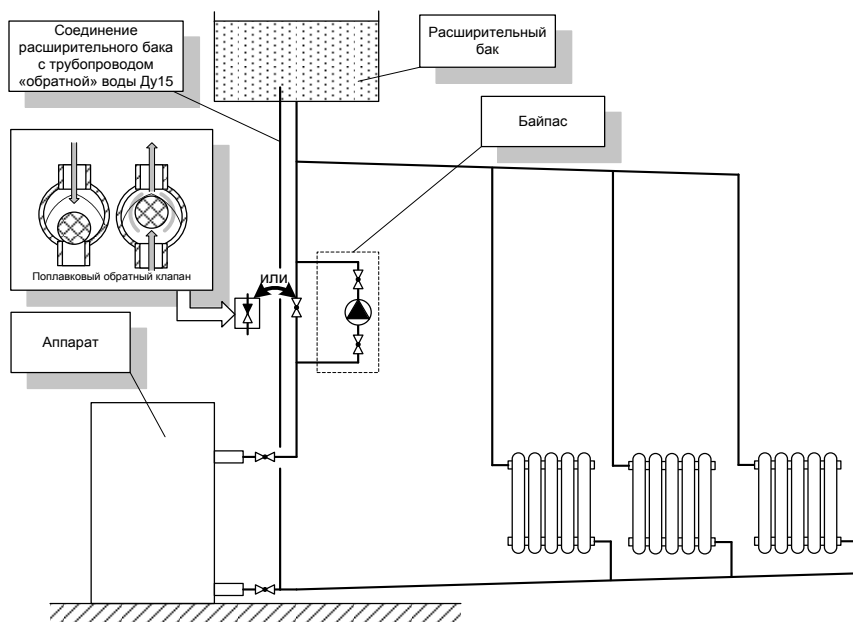 Соединение
расширительного бака
с трубопроводом
«обратной» воды Ду15
Расширительный
бак
Байпас
Поплавковый обратный клапан
или
Аппарат